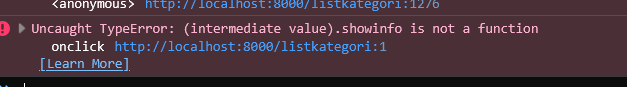 <anonymous> http://localhost:8000/listkategori:1276
Uncaught TypeError: (intermediate value).showinfo is not a function
onclick http://localhost:8000/listkategori:1
[Learn More]